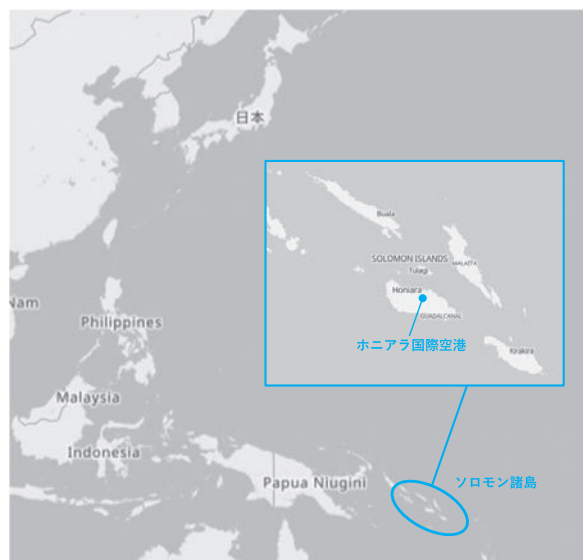 日本
Buala
SOLOMON ISLANDS
MALAITA
Tulagi
Honiara
GUADALCANAL
ホニアラ国際空港
Kirakira
Nam
Philippines
Malaysia
Indonesia
Papua Niugini
ソロモン諸島